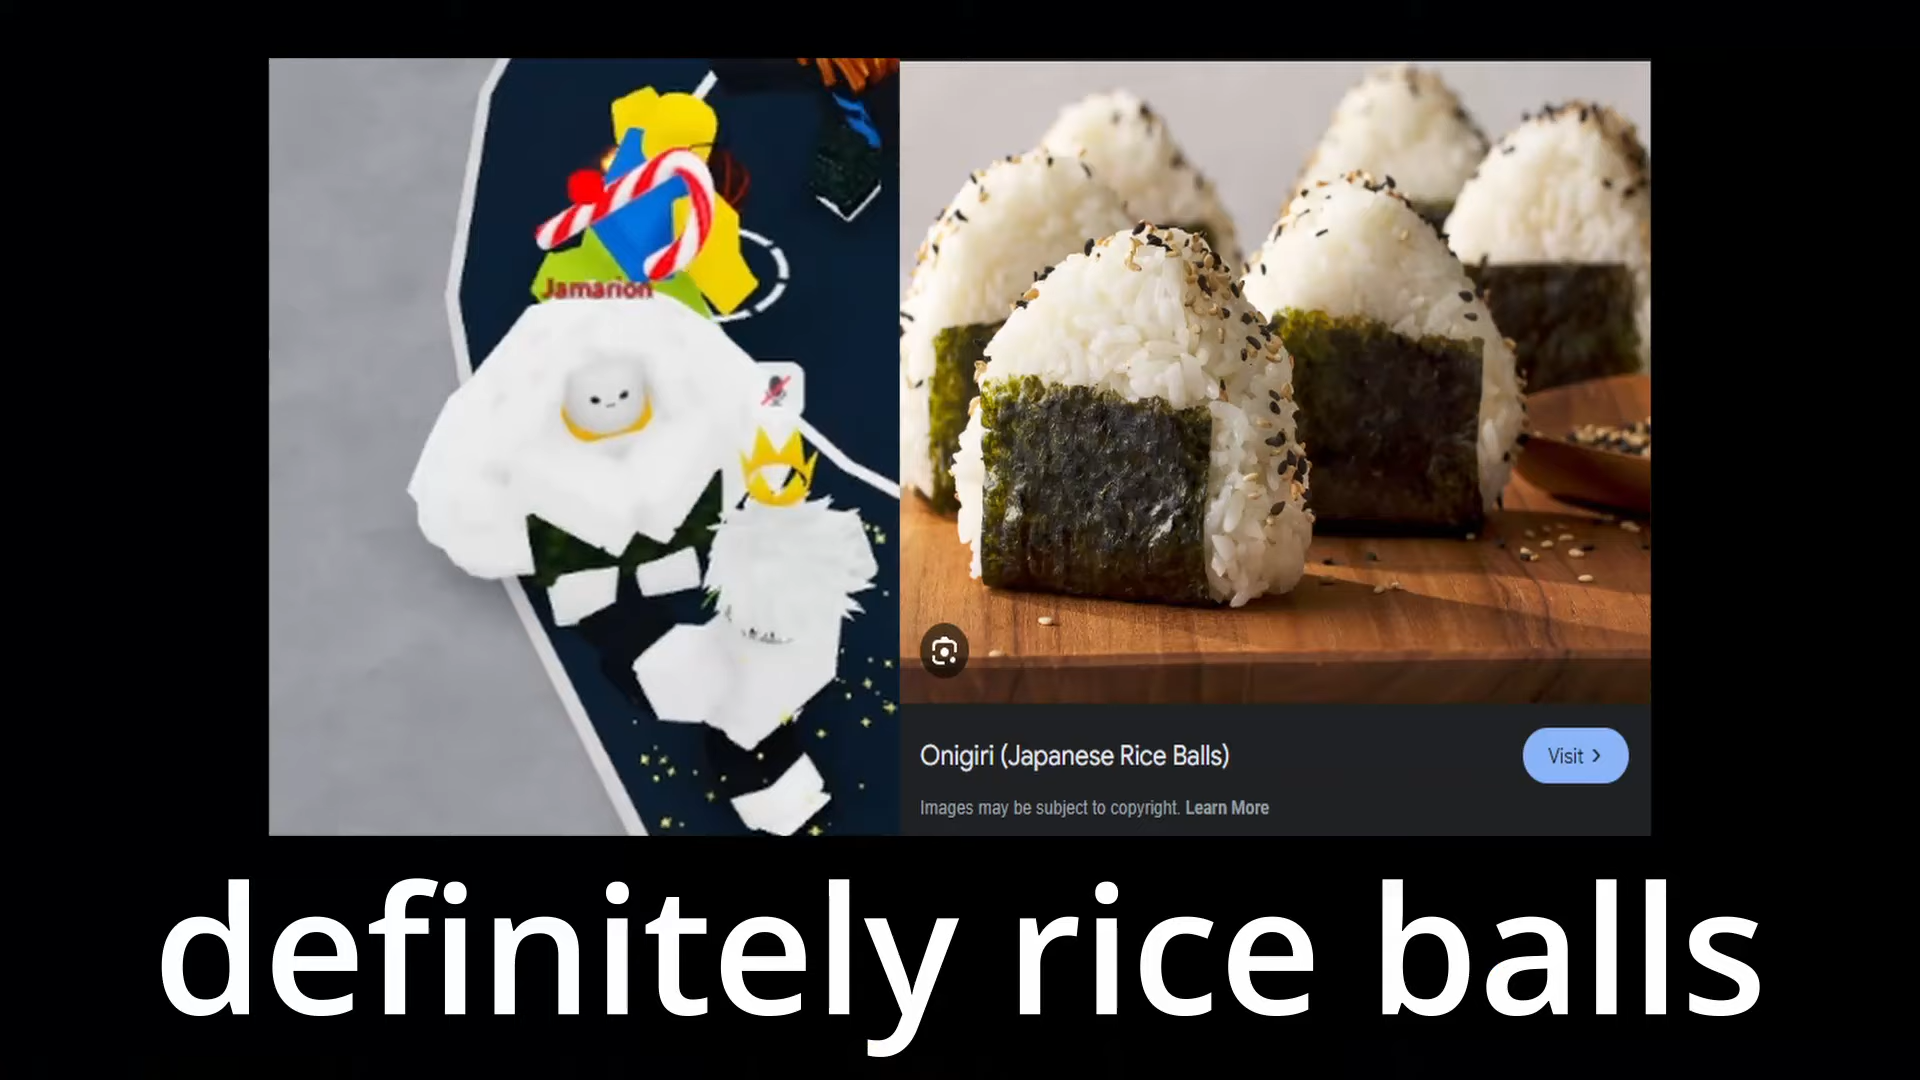 Jamarion
Onigiri (Japanese Rice Balls)
Visit
Images may be subject to copyright. Learn More
definitely rice balls